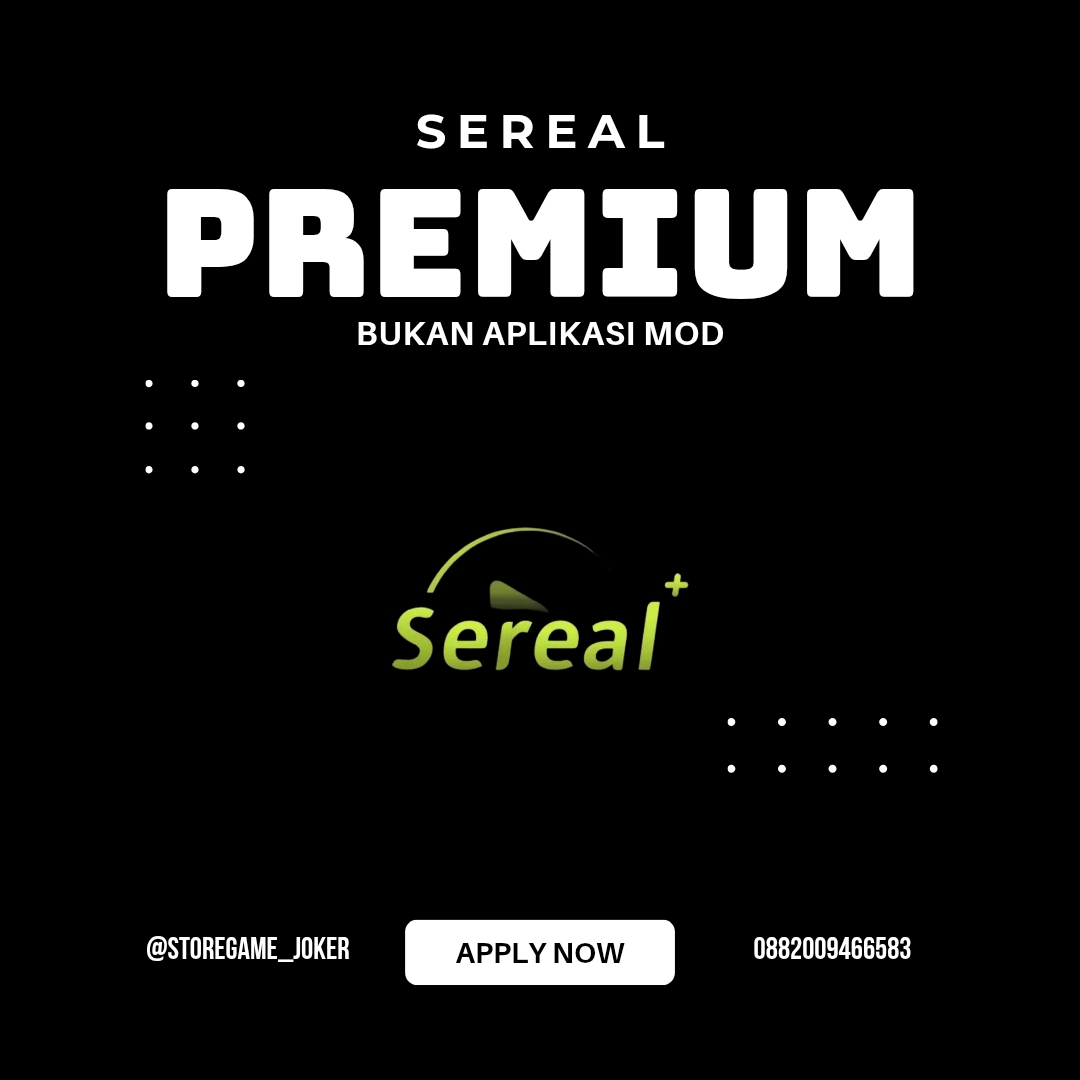 SEREAL
PREMIUM
BUKAN APLIKASI MOD
Sereal+
@STOREGAME_JOKER
APPLY NOW
0882009466583